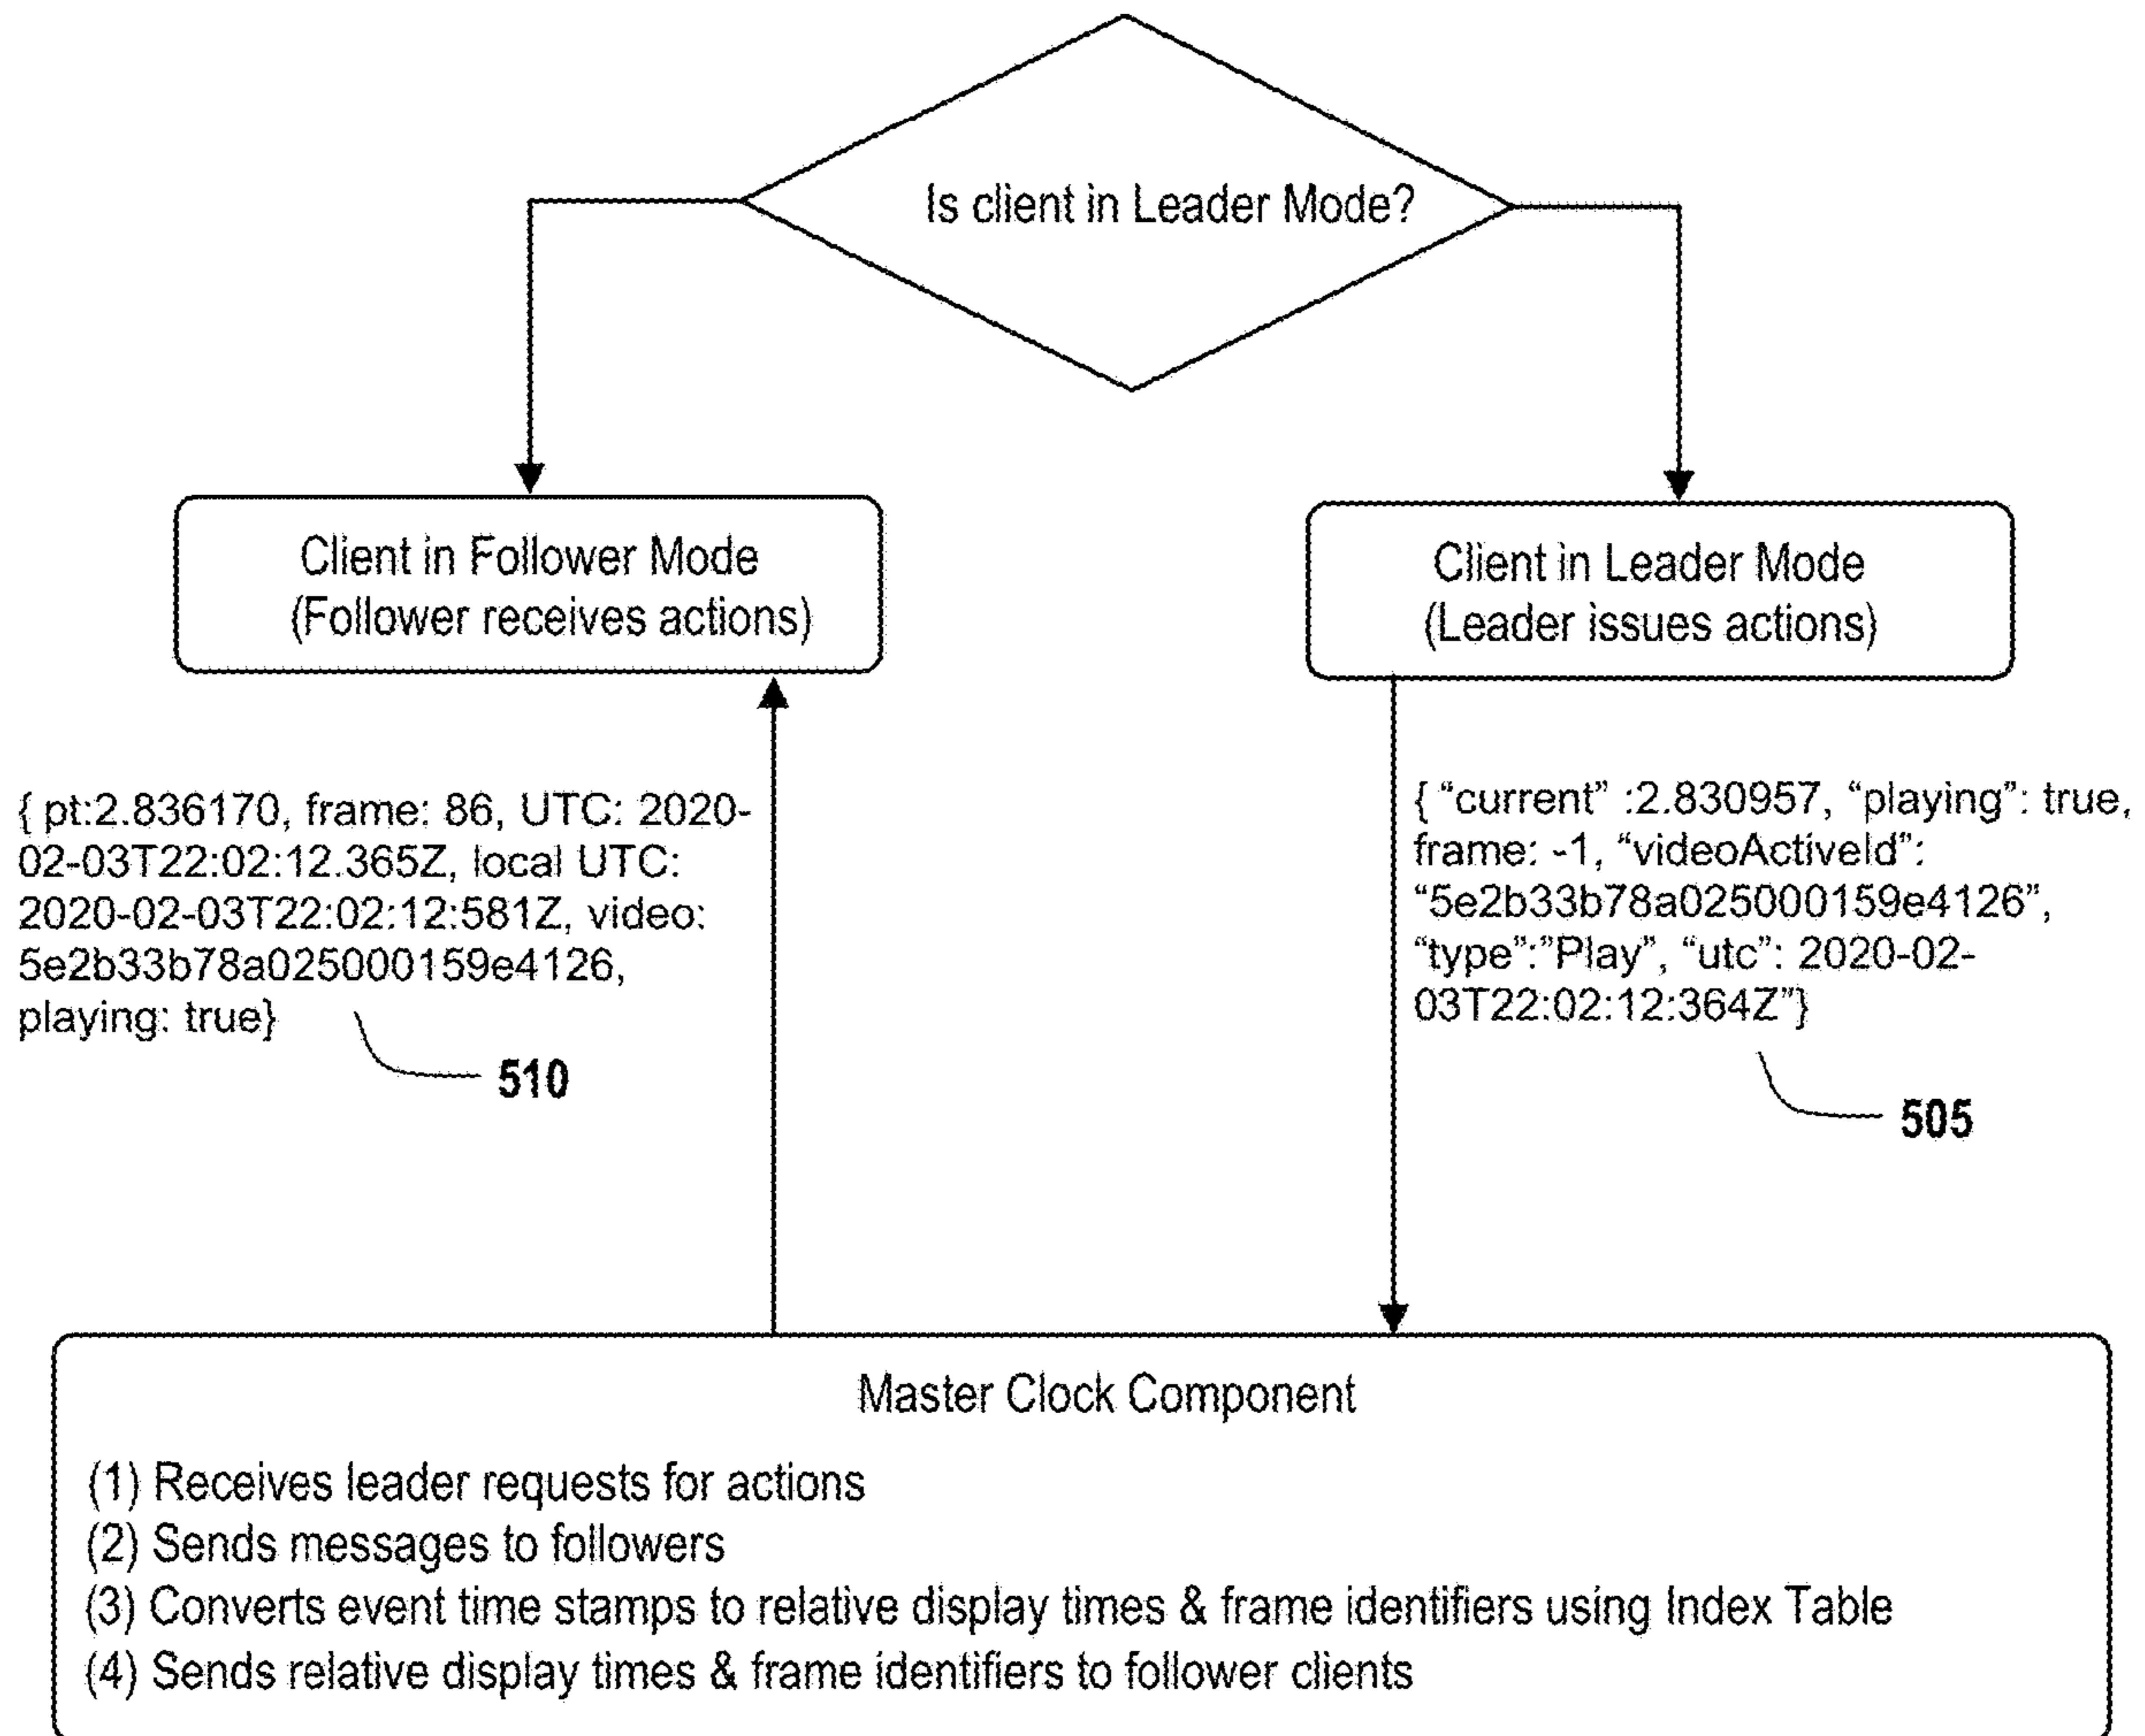 Is client in Leader Mode?
Client in Follower Mode
(Follower receives actions)
Client in Leader Mode
(Leader issues actions)
{ pt:2.836170, frame: 86, UTC: 2020-
02-03T22:02:12.365Z, local UTC:
2020-02-03T22:02:12:581Z, video:
5e2b33b78a025000159e4126,
playing: true}
510
{ “current” :2.830957, “playing”: true,
frame: -1, “videoActiveId”:
“5e2b33b78a025000159e4126”,
“type”:”Play”, “utc”: 2020-02-
03T22:02:12:364Z”}
505
Master Clock Component
(1) Receives leader requests for actions
(2) Sends messages to followers
(3) Converts event time stamps to relative display times & frame identifiers using Index Table
(4) Sends relative display times & frame identifiers to follower clients